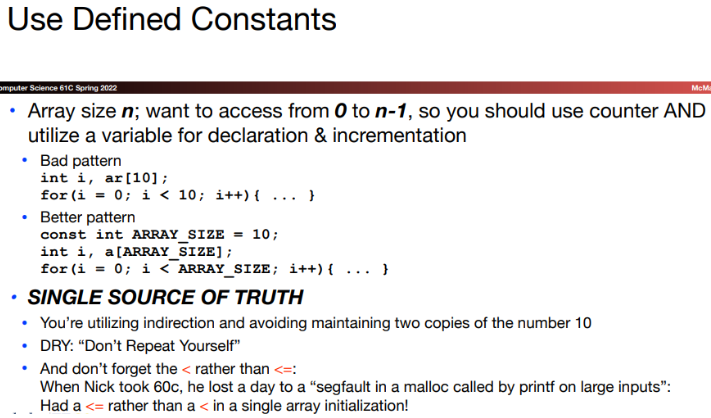 Use Defined Constants
omputer Science 61C Spring 2022
McMa
• Array size n; want to access from 0 to n-1, so you should use counter AND
utilize a variable for declaration & incrementation
• Bad pattern
int i, ar[10];
for(i = 0; i < 10; i++){ ... }
• Better pattern
const int ARRAY_SIZE = 10;
int i, a[ARRAY_SIZE];
for(i = 0; i < ARRAY_SIZE; i++){ ... }
• SINGLE SOURCE OF TRUTH
• You’re utilizing indirection and avoiding maintaining two copies of the number 10
• DRY: “Don’t Repeat Yourself”
• And don’t forget the < rather than <=:
When Nick took 60c, he lost a day to a “segfault in a malloc called by printf on large inputs”:
Had a <= rather than a < in a single array initialization!